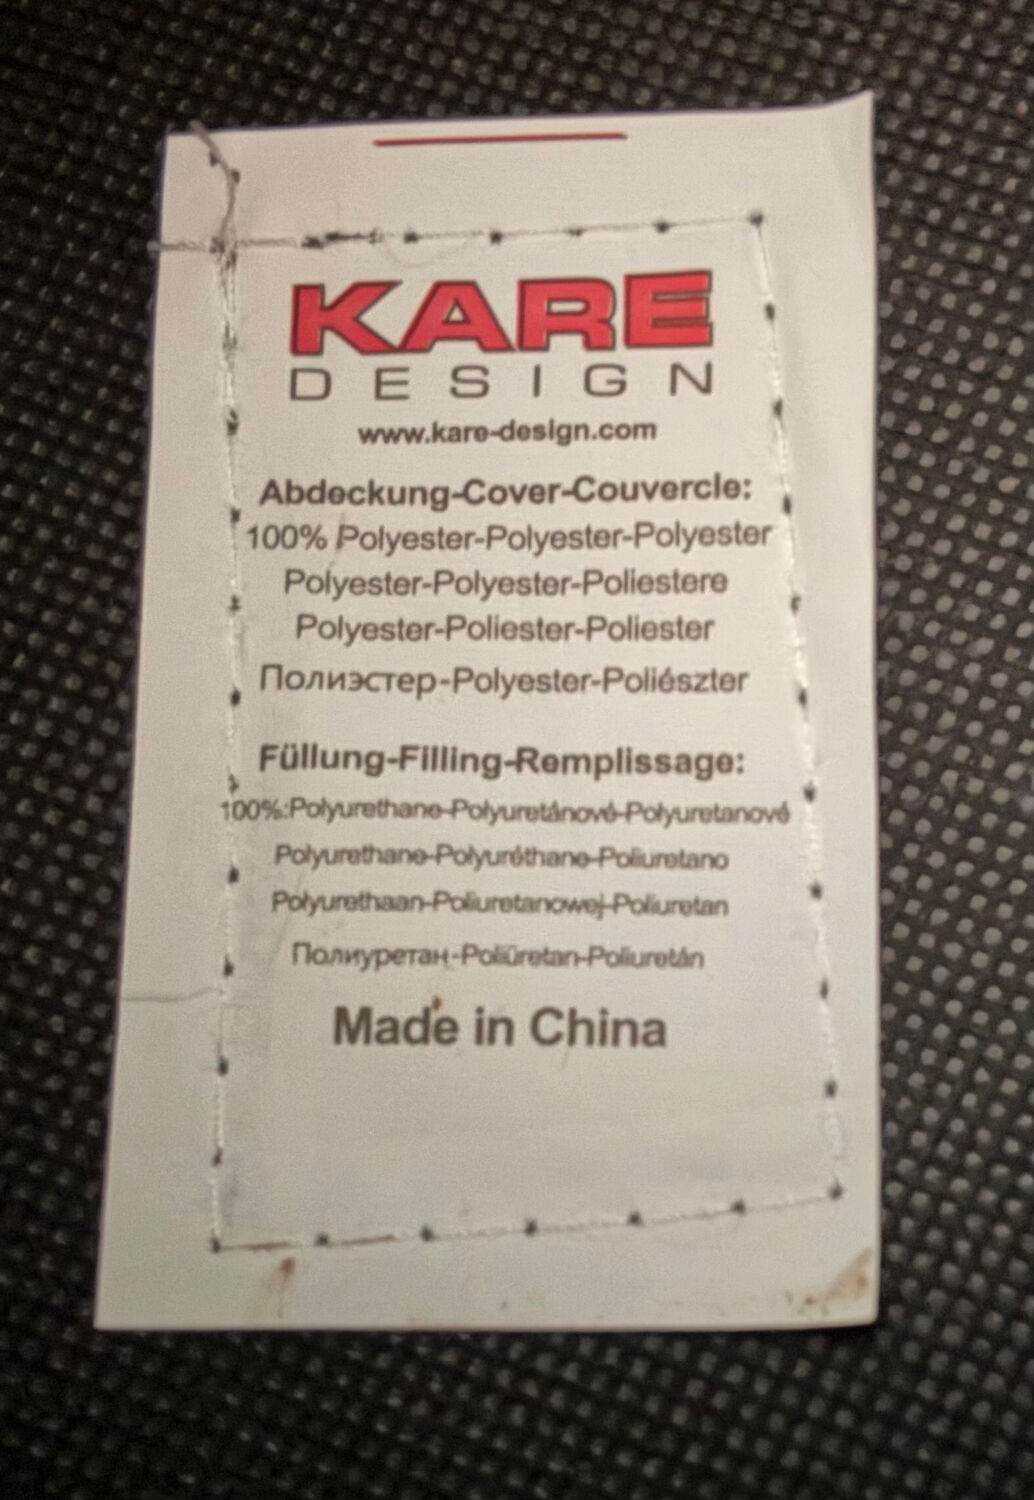 KARE
DESIGN
www.kare-design.com
Abdeckung-Cover-Couvercle:
100% Polyester-Polyester-Polyester
Polyester-Polyester-Poliestere
Polyester-Poliester-Poliester
Полиэстер-Polyester-Poliészter
Füllung-Filling-Remplissage:
100%:Polyurethane-Polyuretánové-Polyuretanové
Polyurethane-Polyuréthane-Poliuretano
Polyurethaan-Poliuretanowej-Poliuretan
Полиуретан-Poliüretan-Poliuretán
Made in China